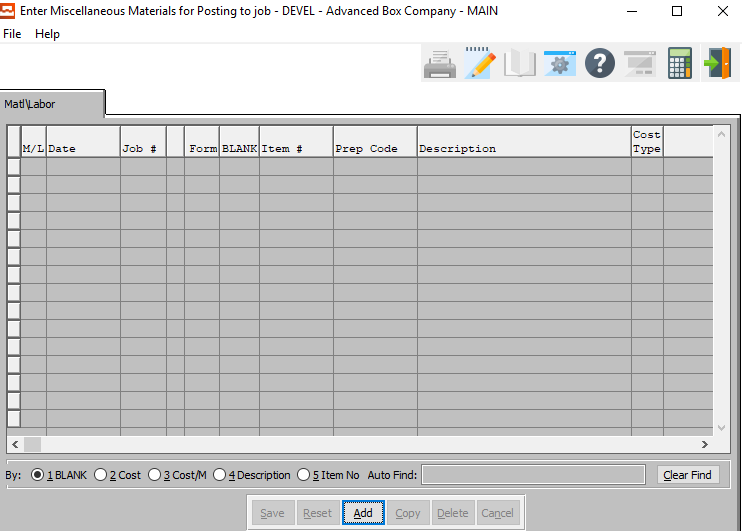 Enter Miscellaneous Materials for Posting to job - DEVEL - Advanced Box Company - MAIN
File Help
Matl\Labor
M/L Date Job # Form BLANK Item # Prep Code Description Cost Type
By: 1 BLANK 2 Cost 3 Cost/M 4 Description 5 Item No Auto Find: Clear Find
Save Reset Add Copy Delete Cancel